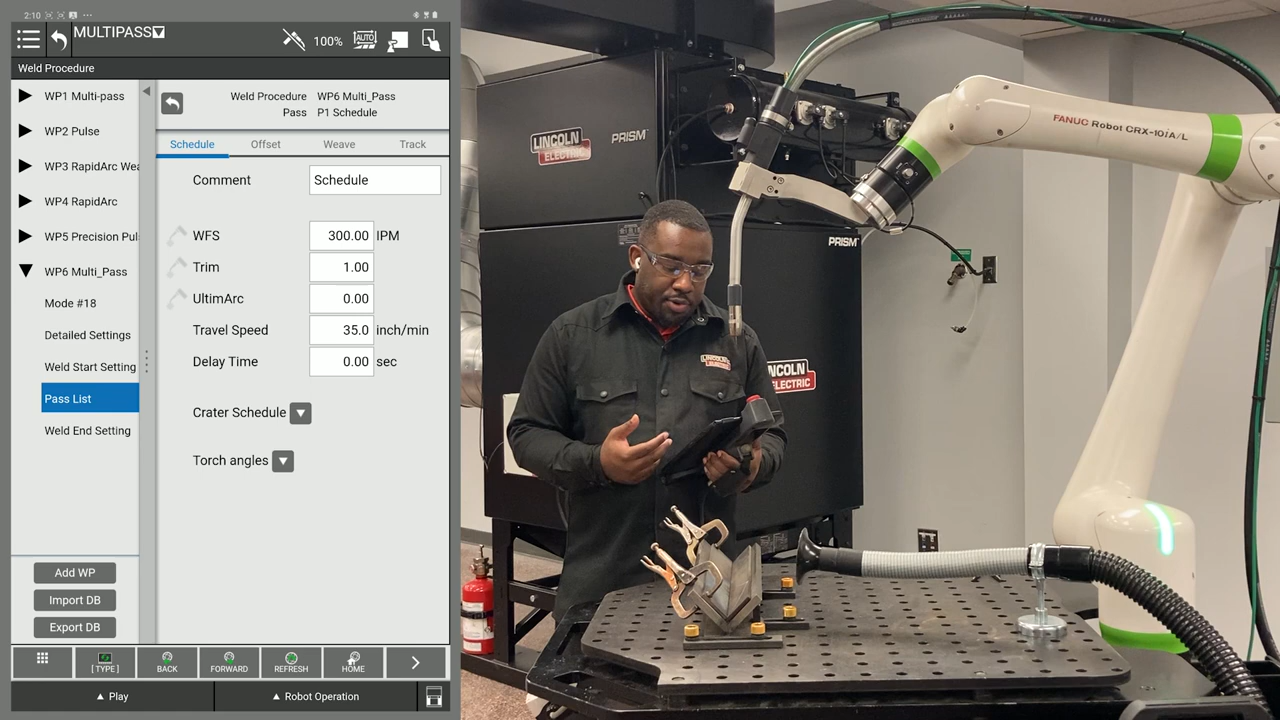 2:10
MULTIPASS
100%
AUTO
Weld Procedure
WP1 Multi-pass
WP2 Pulse
WP3 RapidArc Wea
WP4 RapidArc
WP5 Precision Pul
WP6 Multi_Pass
Mode #18
Detailed Settings
Weld Start Setting
Pass List
Weld End Setting
Add WP
Import DB
Export DB
Weld Procedure WP6 Multi_Pass
Pass P1 Schedule
Schedule Offset Weave Track
Comment Schedule
WFS 300.00 IPM
Trim 1.00
UltimArc 0.00
Travel Speed 35.0 inch/min
Delay Time 0.00 sec
Crater Schedule
Torch angles
[TYPE] BACK FORWARD REFRESH HOME
Play Robot Operation
LINCOLN
ELECTRIC
PRISM
FANUC Robot CRX-10iA/L
PRISM
LINCOLN
ELECTRIC
NCOLN
ELECTRIC